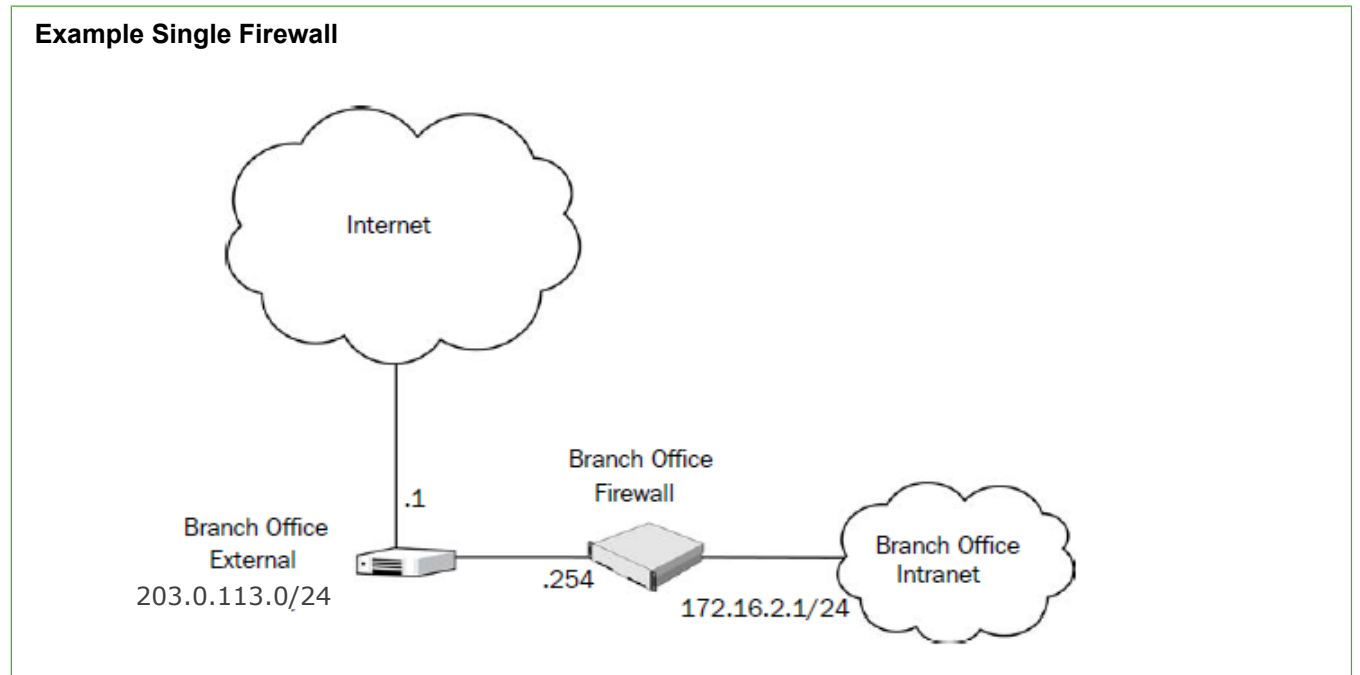 Example Single Firewall
Internet
.1
Branch Office
External
203.0.113.0/24
Branch Office
Firewall
.254
172.16.2.1/24
Branch Office
Intranet